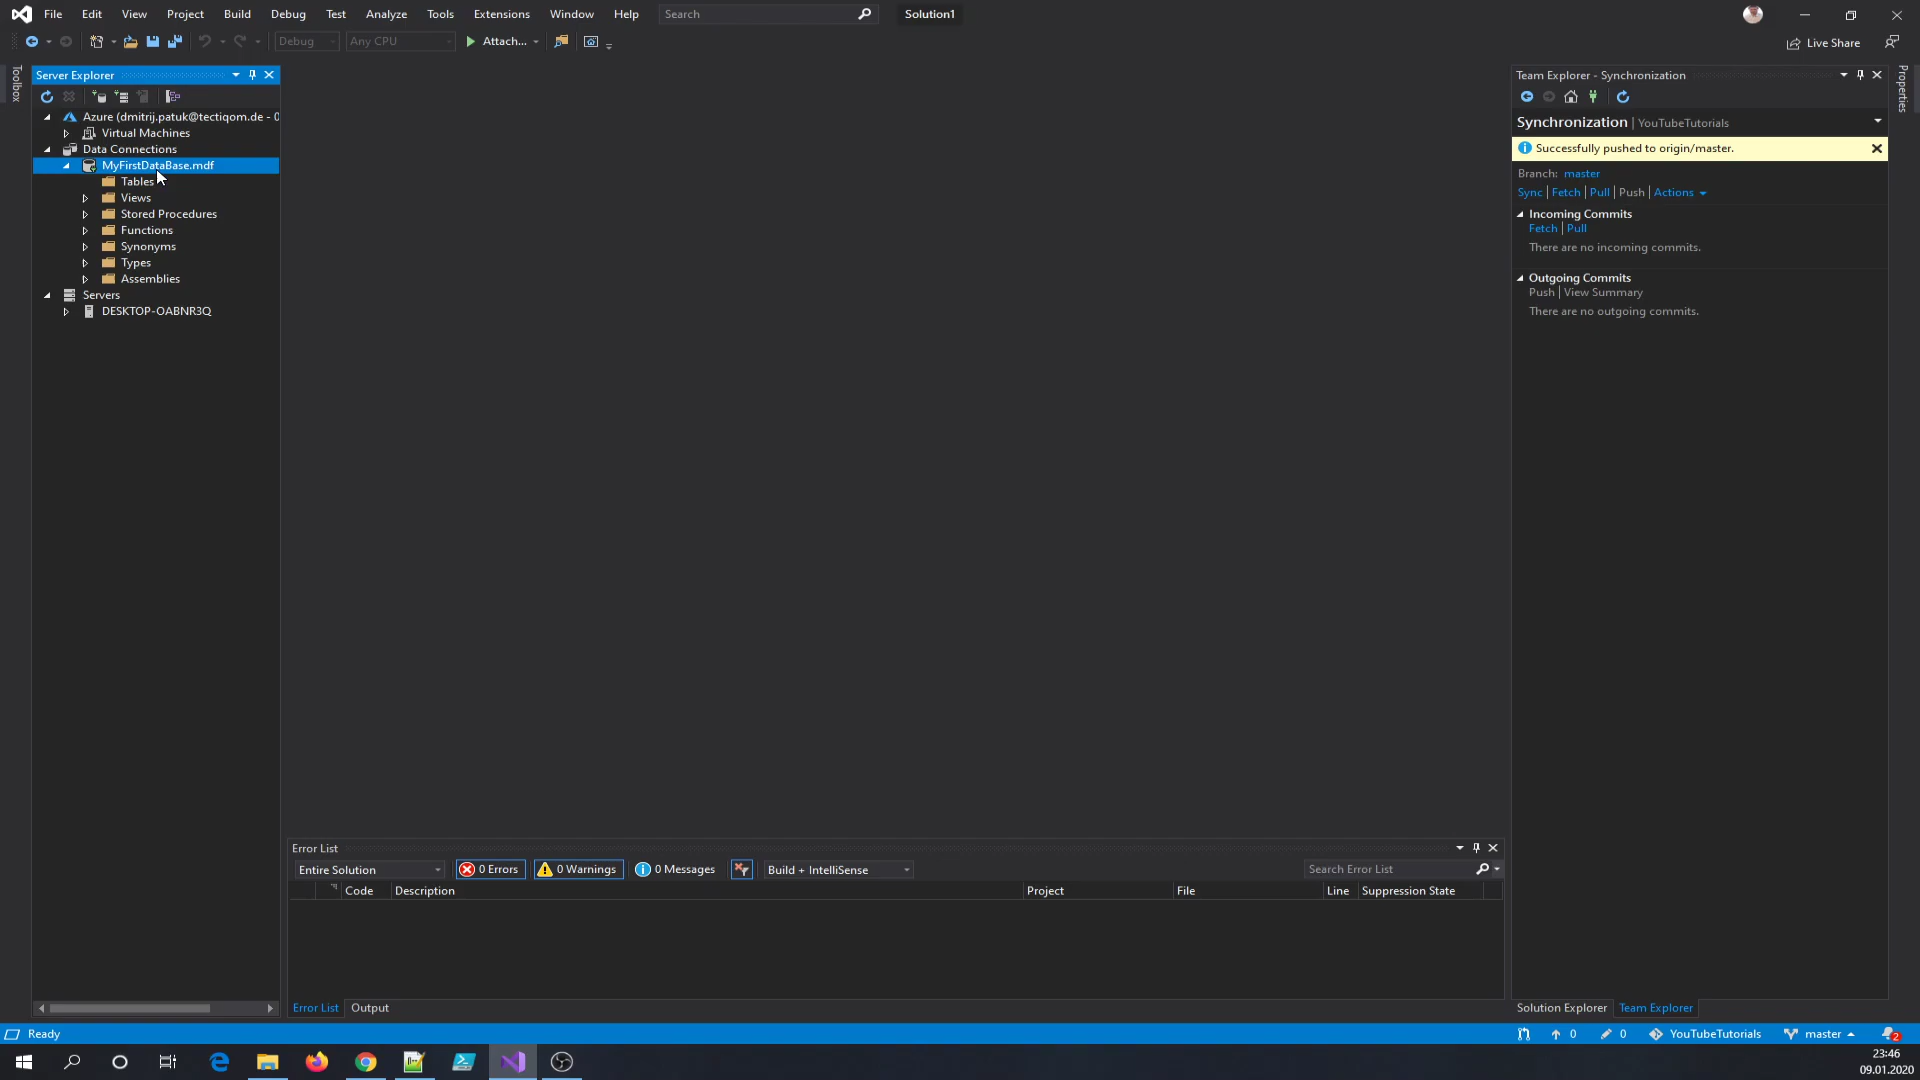 File Edit View Project Build Debug Test Analyze Tools Extensions Window Help Search Solution1
Debug Any CPU Attach... Live Share
Toolbox
Server Explorer
Azure (dmitrij.patuk@tectiqom.de - 0
Virtual Machines
Data Connections
MyFirstDataBase.mdf
Tables
Views
Stored Procedures
Functions
Synonyms
Types
Assemblies
Servers
DESKTOP-OABNR3Q
Team Explorer - Synchronization
Properties
Synchronization | YouTubeTutorials
Successfully pushed to origin/master.
Branch: master
Sync | Fetch | Pull | Push | Actions
Incoming Commits
Fetch | Pull
There are no incoming commits.
Outgoing Commits
Push | View Summary
There are no outgoing commits.
Error List
Entire Solution 0 Errors 0 Warnings 0 Messages Build + IntelliSense Search Error List
Code Description Project File Line Suppression State
Error List Output
Solution Explorer Team Explorer
Ready 0 0 YouTubeTutorials master 2
23:46
09.01.2020